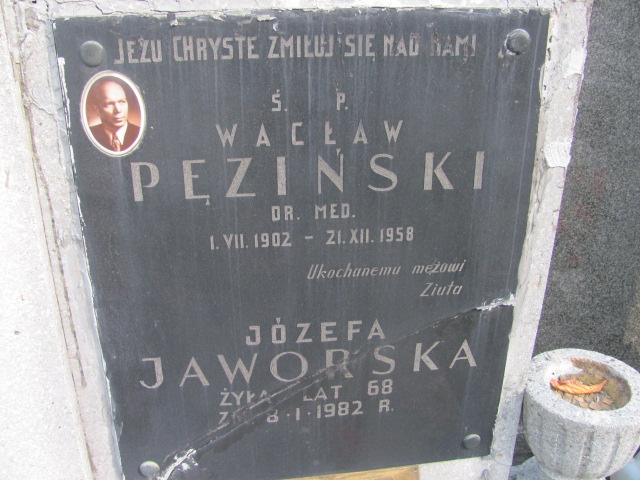 JEZU CHRYSTE ZMIŁUJ SIĘ NAD NAMI
Ś. P.
WACŁAW
PĘZIŃSKI
DR. MED.
1.VII.1902 – 21.XII.1958
Ukochanemu mężowi
Ziuta
JÓZEFA
JAWORSKA
ŻYŁA LAT 68
8·1·1982 R.